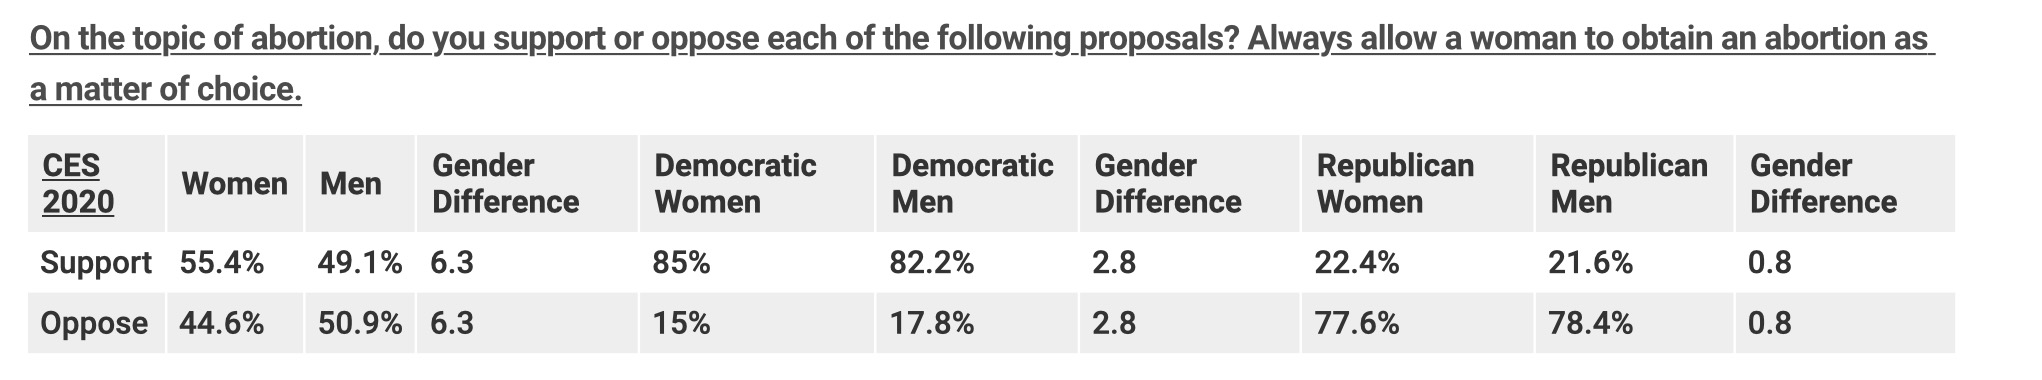 On the topic of abortion, do you support or oppose each of the following proposals? Always allow a woman to obtain an abortion as
a matter of choice.
CES 2020 Women Men Gender Difference Democratic Women Democratic Men Gender Difference Republican Women Republican Men Gender Difference
Support 55.4% 49.1% 6.3 85% 82.2% 2.8 22.4% 21.6% 0.8
Oppose 44.6% 50.9% 6.3 15% 17.8% 2.8 77.6% 78.4% 0.8